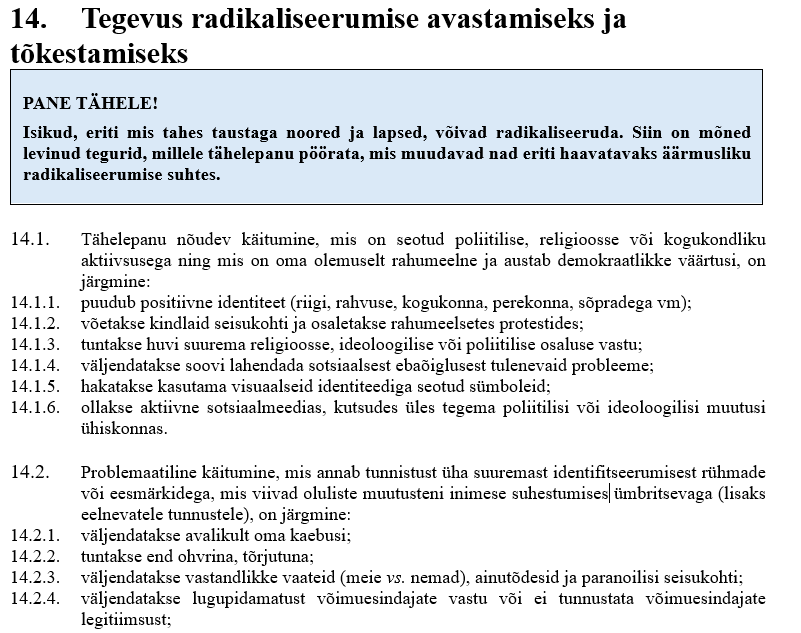 14. Tegevus radikaliseerumise avastamiseks ja
tõkestamiseks
PANE TÄHELE!
Isikud, eriti mis tahes taustaga noored ja lapsed, võivad radikaliseeruda. Siin on mõned
levinud tegurid, millele tähelepanu pöörata, mis muudavad nad eriti haavatavaks äärmusliku
radikaliseerumise suhtes.
14.1. Tähelepanu nõudev käitumine, mis on seotud poliitilise, religioosse või kogukondliku
aktiivsusega ning mis on oma olemuselt rahumeelne ja austab demokraatlikke väärtusi, on
järgmine:
14.1.1. puudub positiivne identiteet (riigi, rahvuse, kogukonna, perekonna, sõpradega vm);
14.1.2. võetakse kindlaid seisukohti ja osaletakse rahumeelsetes protestides;
14.1.3. tuntakse huvi suurema religioosse, ideoloogilise või poliitilise osaluse vastu;
14.1.4. väljendatakse soovi lahendada sotsiaalsest ebaõiglusest tulenevaid probleeme;
14.1.5. hakatakse kasutama visuaalseid identiteediga seotud sümboleid;
14.1.6. ollakse aktiivne sotsiaalmeedias, kutsudes üles tegema poliitilisi või ideoloogilisi muutusi
ühiskonnas.
14.2. Problemaatiline käitumine, mis annab tunnistust üha suuremast identifitseerumisest rühmade
või eesmärkidega, mis viivad oluliste muutusteni inimese suhestumises ümbritsevaga (lisaks
eelnevatele tunnustele), on järgmine:
14.2.1. väljendatakse avalikult oma kaebusi;
14.2.2. tuntakse end ohvrina, tõrjutuna;
14.2.3. väljendatakse vastandlikke vaateid (meie vs. nemad), ainutõdesid ja paranoilisi seisukohti;
14.2.4. väljendatakse lugupidamatust võimuesindajate vastu või ei tunnustata võimuesindajate
legitiimsust;